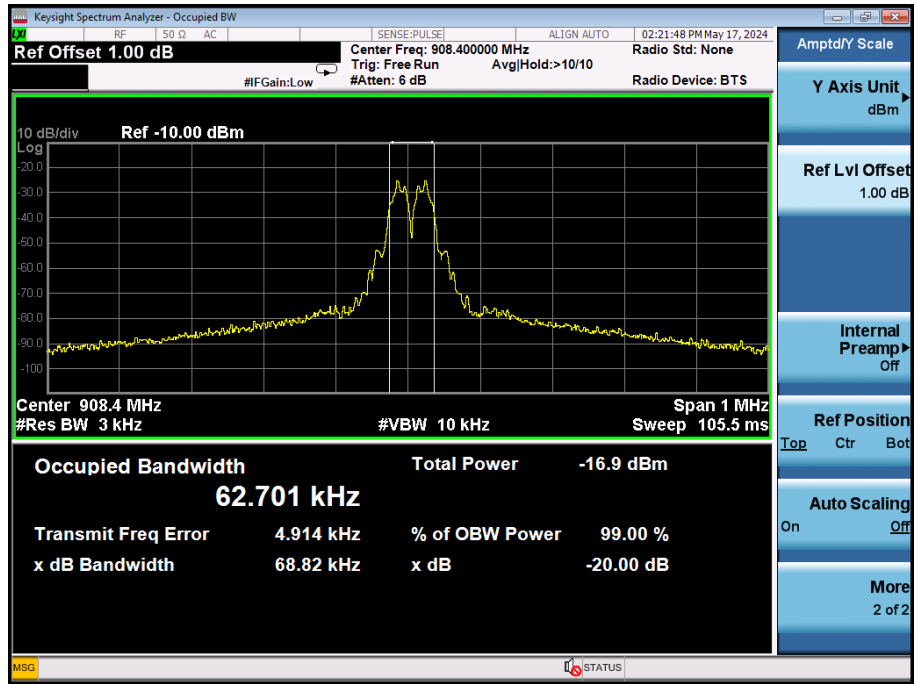 Keysight Spectrum Analyzer - Occupied BW
LXI RF 50 Ω AC SENSE:PULSE ALIGN AUTO 02:21:48 PM May 17, 2024
Ref Offset 1.00 dB
Center Freq: 908.400000 MHz
Radio Std: None
Trig: Free Run Avg|Hold:>10/10
#IFGain:Low
#Atten: 6 dB
Radio Device: BTS
10 dB/div Ref -10.00 dBm
Log
-20.0
-30.0
-40.0
-50.0
-60.0
-70.0
-80.0
-90.0
-100
Center 908.4 MHz Span 1 MHz
#Res BW 3 kHz #VBW 10 kHz Sweep 105.5 ms
Occupied Bandwidth
62.701 kHz
Total Power -16.9 dBm
Transmit Freq Error 4.914 kHz % of OBW Power 99.00 %
x dB Bandwidth 68.82 kHz x dB -20.00 dB
MSG STATUS
Amptd/Y Scale
Y Axis Unit
dBm
Ref Lvl Offset
1.00 dB
Internal
Preamp
Off
Ref Position
Top Ctr Bot
Auto Scaling
On Off
More
2 of 2